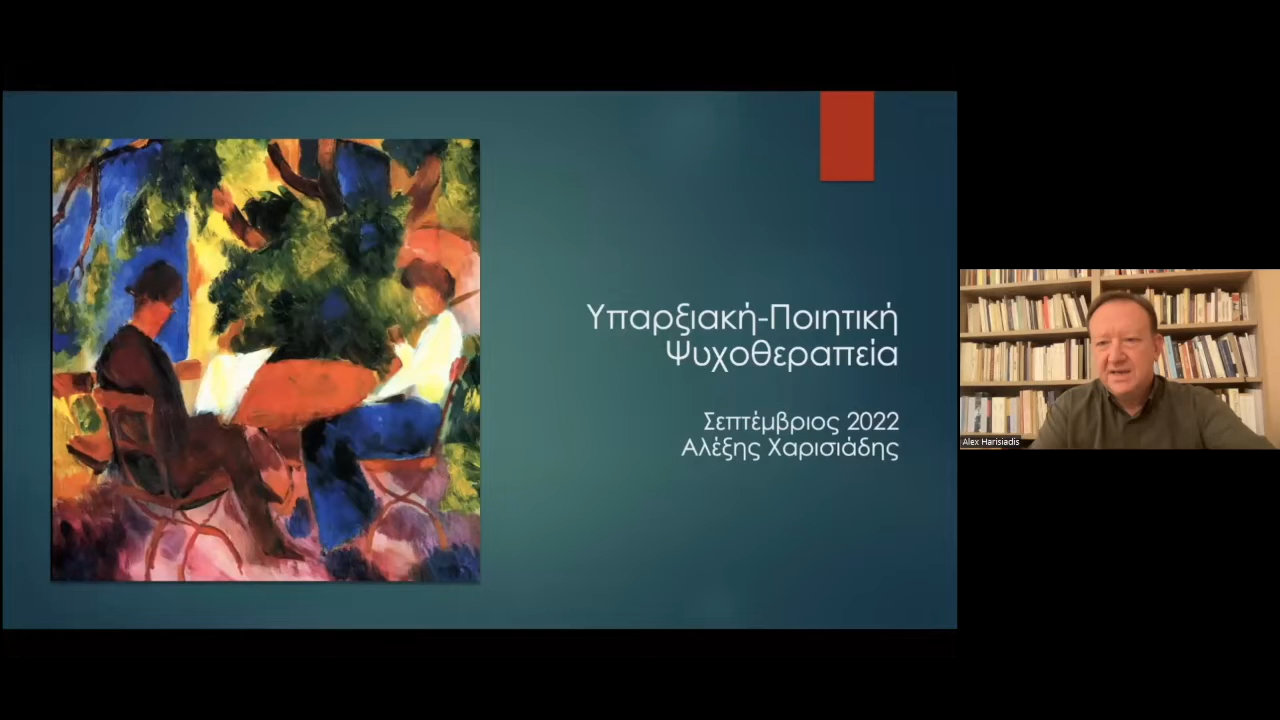 Υπαρξιακή-Ποιητική
Ψυχοθεραπεία
Σεπτέμβριος 2022
Αλέξης Χαρισιάδης
Alex Harisiadis